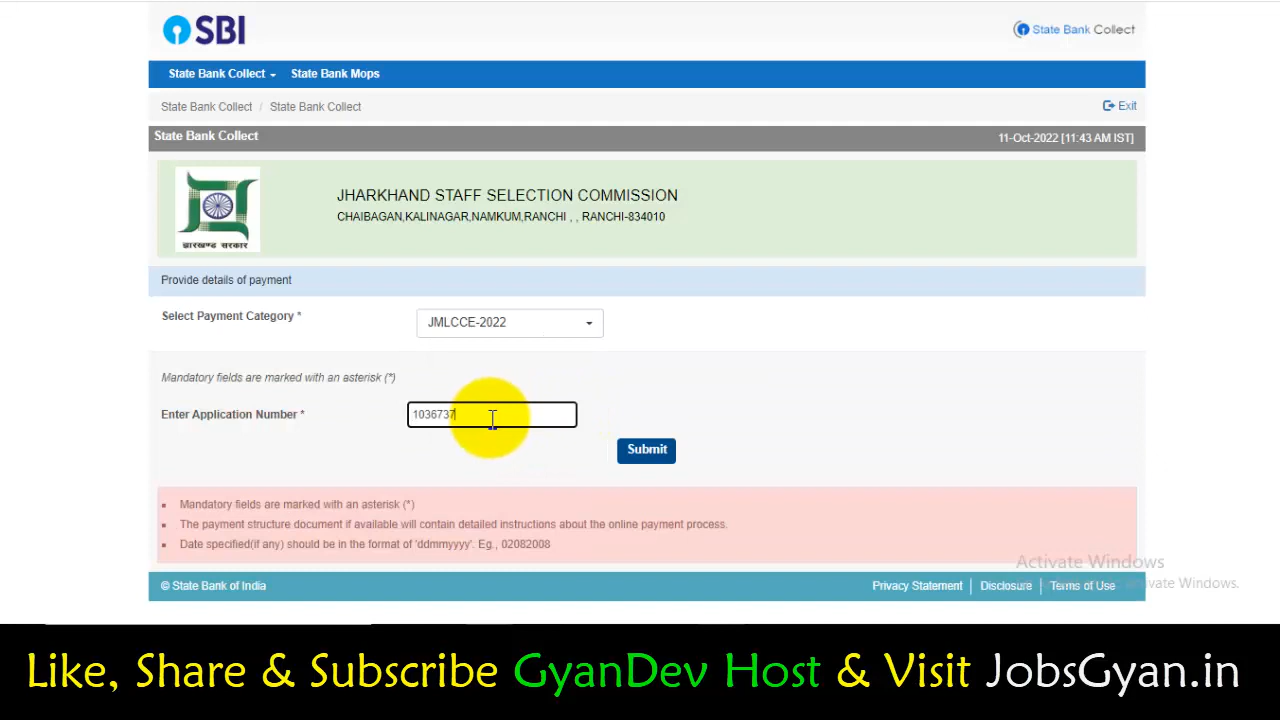 SBI
State Bank Collect
State Bank Collect State Bank Mops
State Bank Collect / State Bank Collect
Exit
State Bank Collect
11-Oct-2022 [11:43 AM IST]
झारखण्ड सरकार
JHARKHAND STAFF SELECTION COMMISSION
CHAIBAGAN,KALINAGAR,NAMKUM,RANCHI , , RANCHI-834010
Provide details of payment
Select Payment Category *
JMLCCE-2022
Mandatory fields are marked with an asterisk (*)
Enter Application Number *
1036737
Submit
Mandatory fields are marked with an asterisk (*)
The payment structure document if available will contain detailed instructions about the online payment process.
Date specified(if any) should be in the format of 'ddmmyyyy'. Eg., 02082008
Activate Windows
vate Windows.
© State Bank of India
Privacy Statement | Disclosure | Terms of Use
Like, Share & Subscribe GyanDev Host & Visit JobsGyan.in